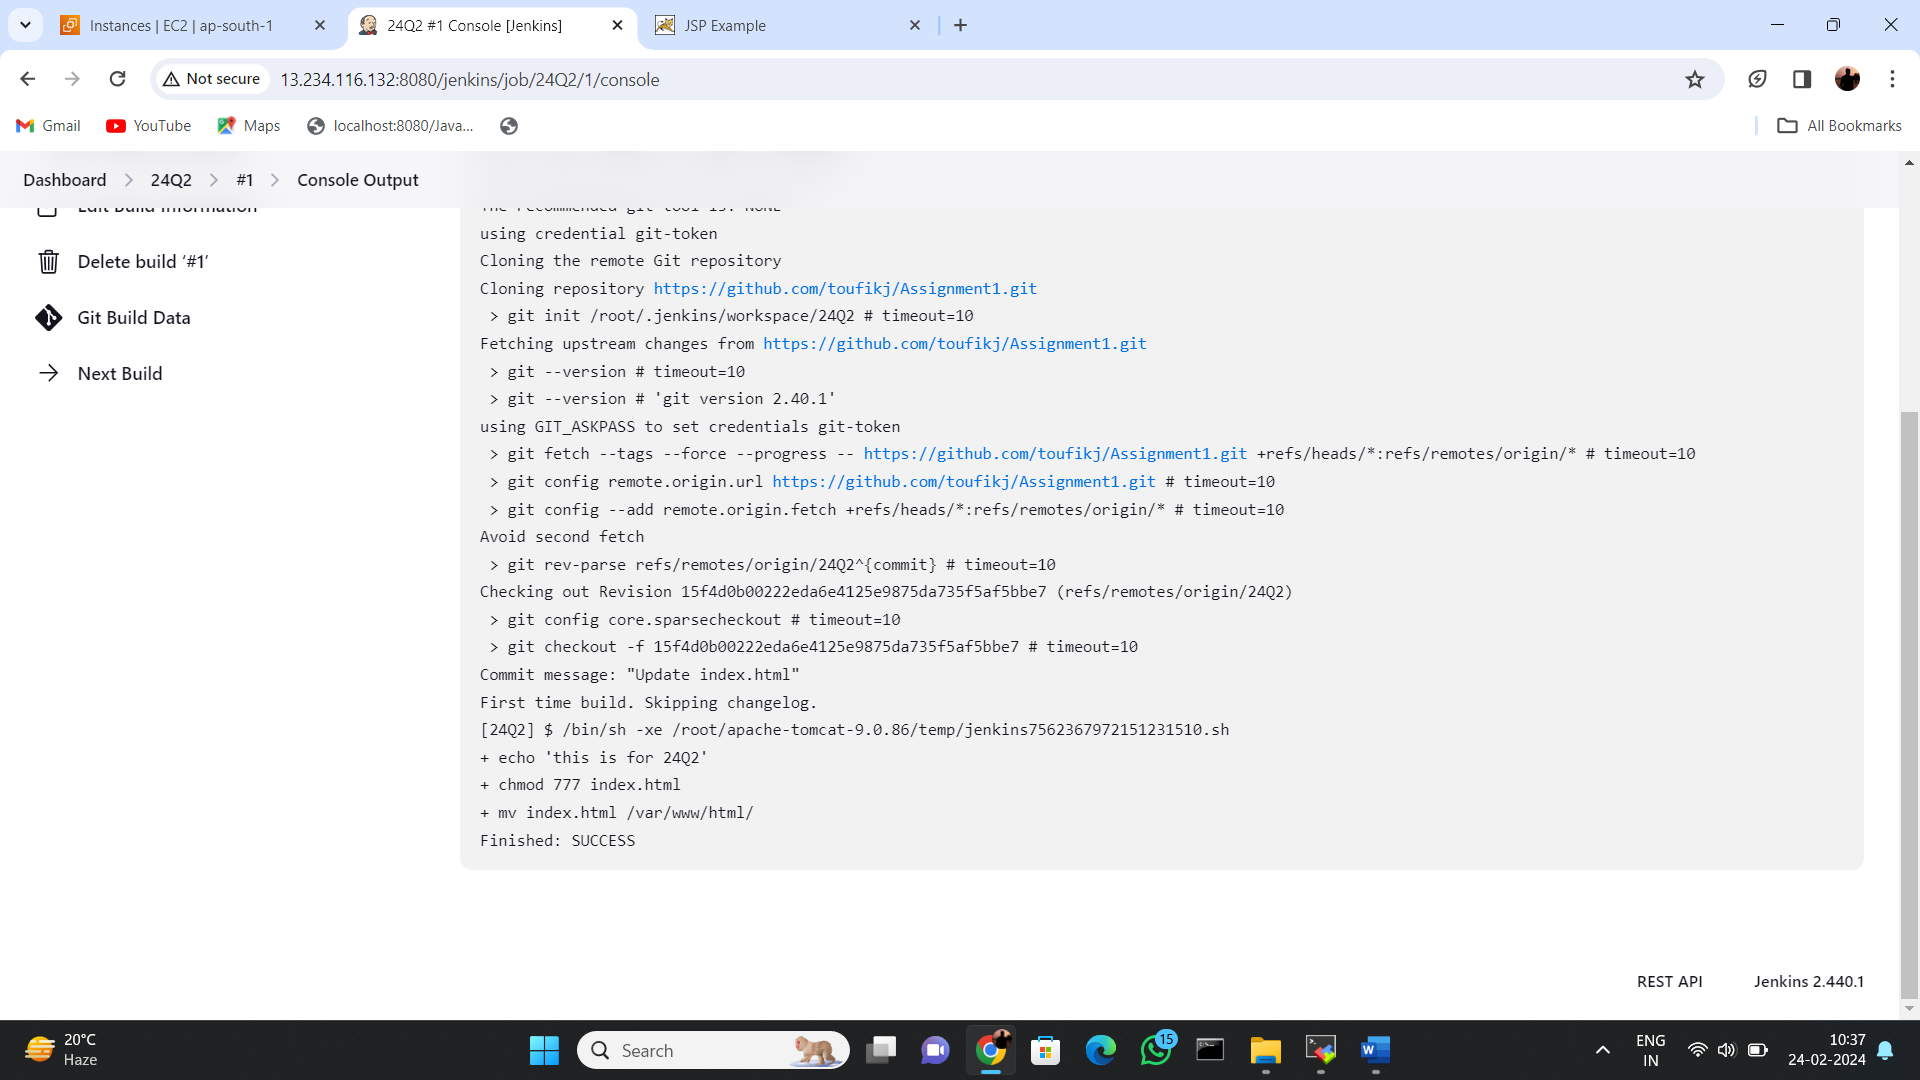 Instances | EC2 | ap-south-1
24Q2 #1 Console [Jenkins]
JSP Example
Not secure
13.234.116.132:8080/jenkins/job/24Q2/1/console
Gmail
YouTube
Maps
localhost:8080/Java...
All Bookmarks
Dashboard
24Q2
#1
Console Output
Edit Build Information
Delete build ‘#1’
Git Build Data
Next Build
The recommended git tool is: NONE
using credential git-token
Cloning the remote Git repository
Cloning repository https://github.com/toufikj/Assignment1.git
> git init /root/.jenkins/workspace/24Q2 # timeout=10
Fetching upstream changes from https://github.com/toufikj/Assignment1.git
> git --version # timeout=10
> git --version # 'git version 2.40.1'
using GIT_ASKPASS to set credentials git-token
> git fetch --tags --force --progress -- https://github.com/toufikj/Assignment1.git +refs/heads/*:refs/remotes/origin/* # timeout=10
> git config remote.origin.url https://github.com/toufikj/Assignment1.git # timeout=10
> git config --add remote.origin.fetch +refs/heads/*:refs/remotes/origin/* # timeout=10
Avoid second fetch
> git rev-parse refs/remotes/origin/24Q2^{commit} # timeout=10
Checking out Revision 15f4d0b00222eda6e4125e9875da735f5af5bbe7 (refs/remotes/origin/24Q2)
> git config core.sparsecheckout # timeout=10
> git checkout -f 15f4d0b00222eda6e4125e9875da735f5af5bbe7 # timeout=10
Commit message: "Update index.html"
First time build. Skipping changelog.
[24Q2] $ /bin/sh -xe /root/apache-tomcat-9.0.86/temp/jenkins7562367972151231510.sh
+ echo 'this is for 24Q2'
+ chmod 777 index.html
+ mv index.html /var/www/html/
Finished: SUCCESS
REST API
Jenkins 2.440.1
20°C
Haze
Search
15
ENG
IN
10:37
24-02-2024